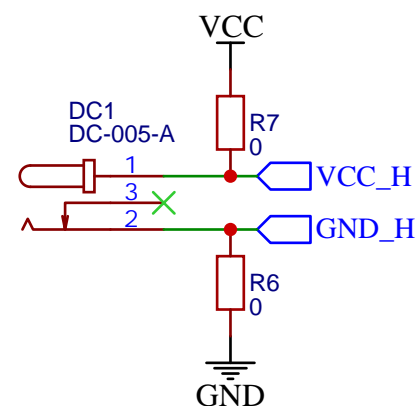 VCC
DC1
DC-005-A
R7
0
1
VCC_H
3
2
GND_H
R6
0
GND